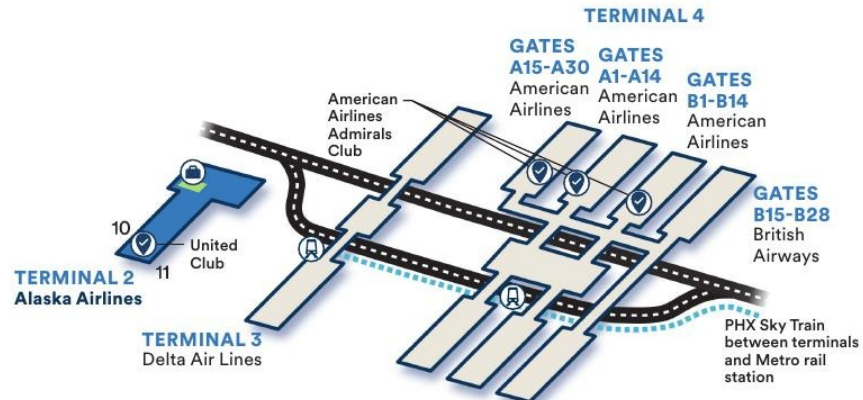 TERMINAL 4
GATES
A15-A30
American
Airlines
GATES
A1-A14
American
Airlines
GATES
B1-B14
American
Airlines
GATES
B15-B28
British
Airways
American
Airlines
Admirals
Club
10
11
United
Club
TERMINAL 2
Alaska Airlines
TERMINAL 3
Delta Air Lines
PHX Sky Train
between terminals
and Metro rail
station